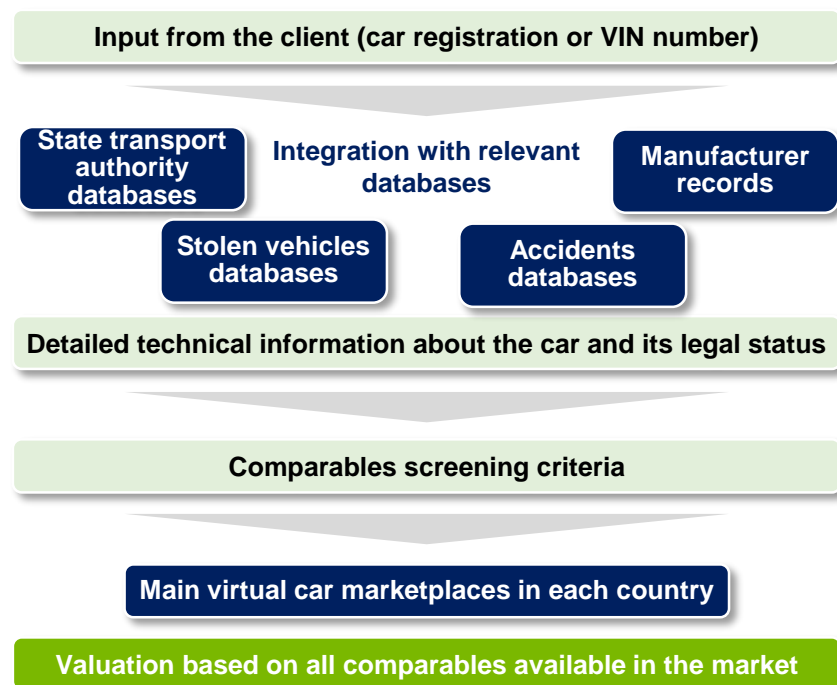 Input from the client (car registration or VIN number)
State transport
authority
databases
Integration with relevant
databases
Manufacturer
records
Stolen vehicles
databases
Accidents
databases
Detailed technical information about the car and its legal status
Comparables screening criteria
Main virtual car marketplaces in each country
Valuation based on all comparables available in the market